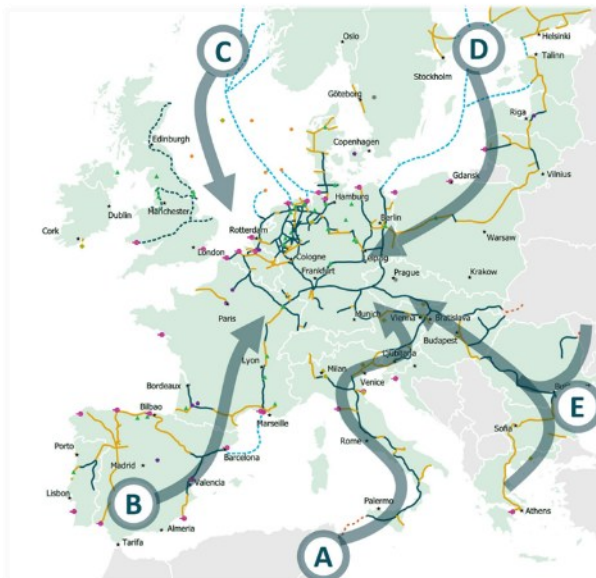 C
D
Oslo
Helsinki
Talinn
Stockholm
Göteborg
Riga
Edinburgh
Copenhagen
Vilnius
Gdansk
Hamburg
Dublin
Manchester
Berlin
Cork
Rotterdam
Warsaw
London
Cologne
Leipzig
Frankfurt
Prague
Krakow
Paris
Munich
Vienna
Bratislava
Budapest
Lyon
Milan
Venice
Bordeaux
E
Bilbao
Marseille
Sofia
Porto
Rome
Madrid
Barcelona
B
Lisbon
Valencia
Palermo
Athens
Almeria
Tarifa
A